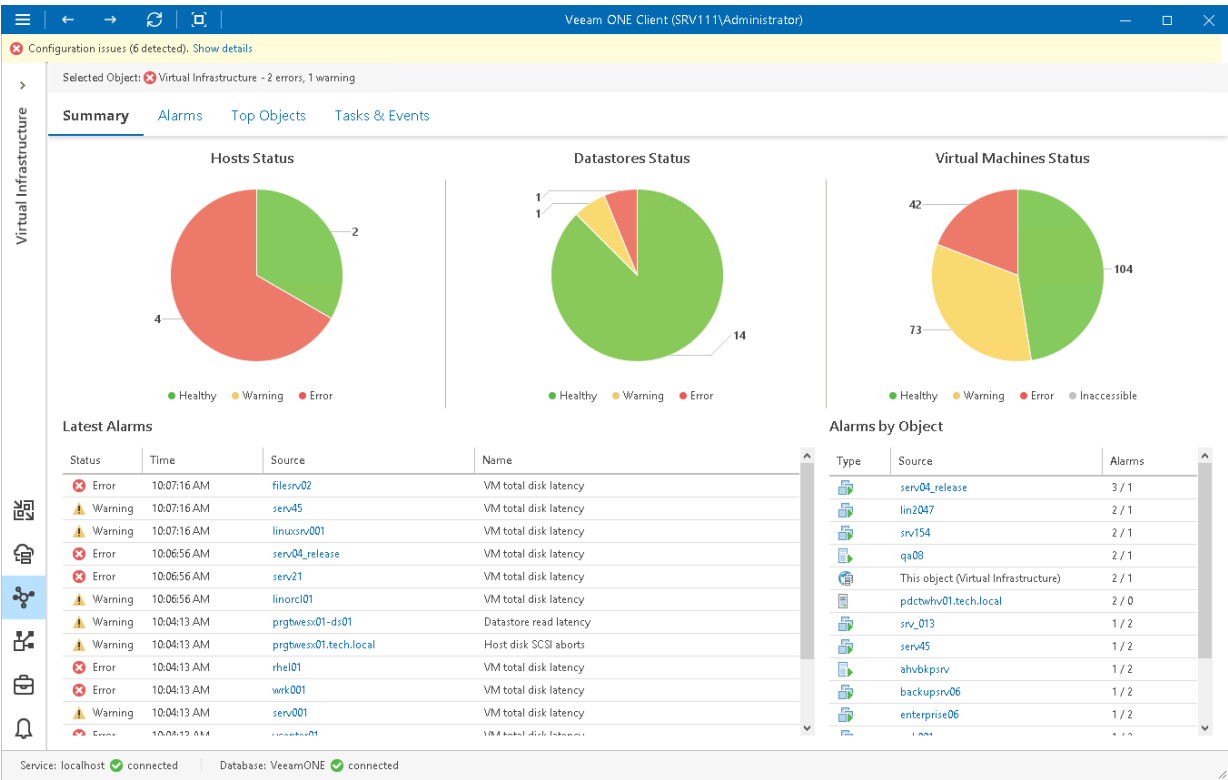 Veeam ONE Client (SRV111\Administrator)
Configuration issues (6 detected). Show details
Selected Object: Virtual Infrastructure - 2 errors, 1 warning
Virtual Infrastructure
Summary Alarms Top Objects Tasks & Events
Hosts Status
2
4
Healthy Warning Error
Datastores Status
1
1
14
Healthy Warning Error
Virtual Machines Status
42
104
73
Healthy Warning Error Inaccessible
Latest Alarms
Status Time Source Name
Error 10:07:16 AM filesrv02 VM total disk latency
Warning 10:07:16 AM serv45 VM total disk latency
Warning 10:07:16 AM linuxsrv001 VM total disk latency
Error 10:06:56 AM serv04_release VM total disk latency
Error 10:06:56 AM serv21 VM total disk latency
Warning 10:06:56 AM linorcl01 VM total disk latency
Warning 10:04:13 AM prgtwesx01-ds01 Datastore read latency
Warning 10:04:13 AM prgtwesx01.tech.local Host disk SCSI aborts
Error 10:04:13 AM rhel01 VM total disk latency
Error 10:04:13 AM wrk001 VM total disk latency
Warning 10:04:13 AM serv001 VM total disk latency
Error 10:04:13 AM vcenter01 VM total disk latency
Alarms by Object
Type Source Alarms
serv04_release 3 / 1
lin2047 2 / 1
srv154 2 / 1
qa08 2 / 1
This object (Virtual Infrastructure) 2 / 1
pdctwhv01.tech.local 2 / 0
srv_013 1 / 2
serv45 1 / 2
ahvbkpsrv 1 / 2
backupsrv06 1 / 2
enterprise06 1 / 2
Service: localhost connected Database: VeeamONE connected